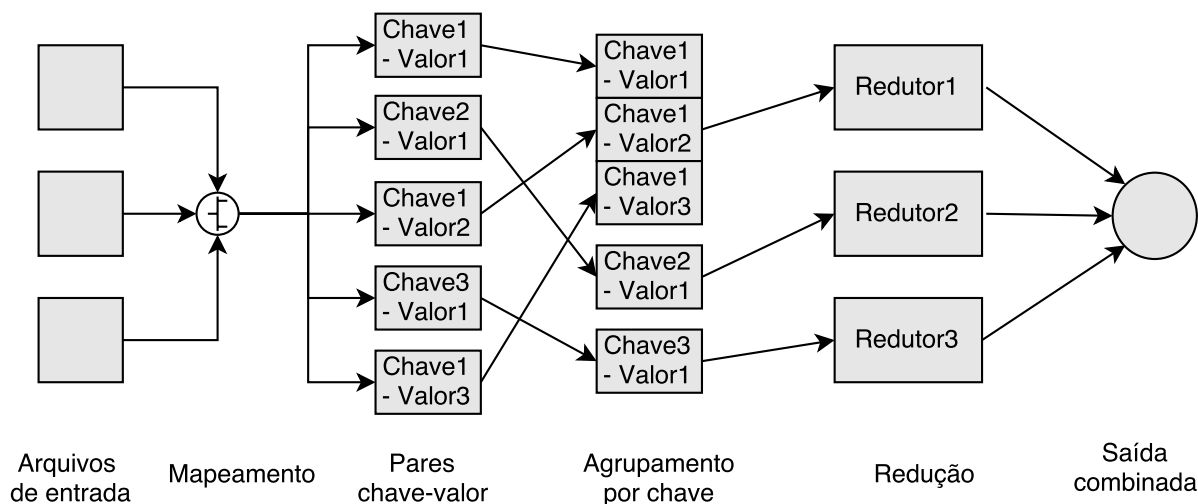 Chave1
- Valor1
Chave2
- Valor1
Chave1
- Valor2
Chave3
- Valor1
Chave1
- Valor3
Chave1
- Valor1
Chave1
- Valor2
Chave1
- Valor3
Chave2
- Valor1
Chave3
- Valor1
Redutor1
Redutor2
Redutor3
Arquivos
de entrada
Mapeamento
Pares
chave-valor
Agrupamento
por chave
Redução
Saída
combinada